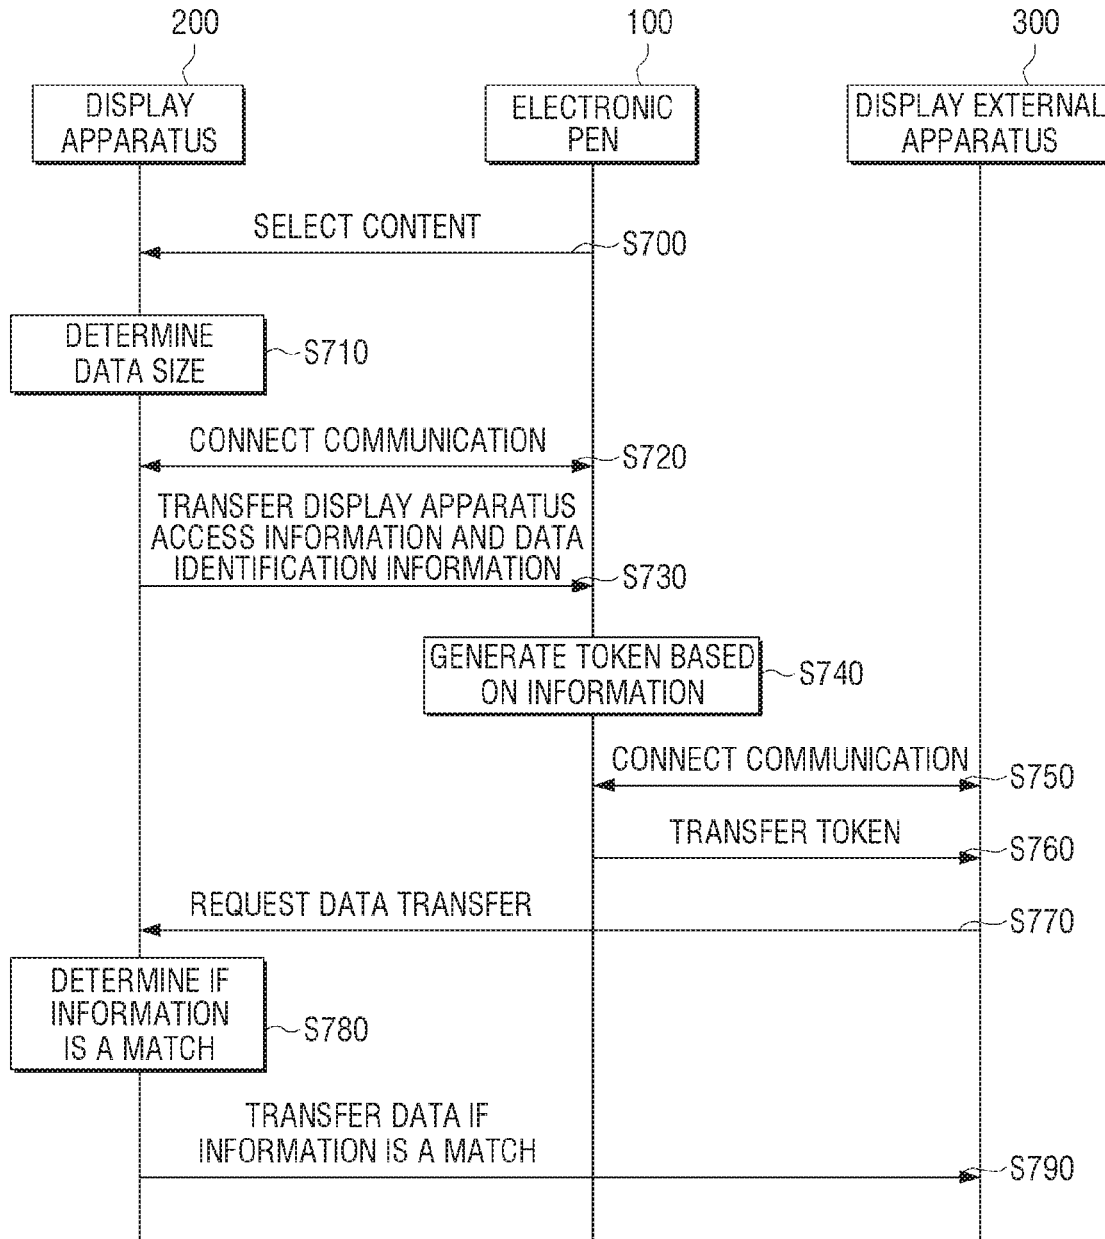 200
100
300
DISPLAY
APPARATUS
ELECTRONIC
PEN
DISPLAY EXTERNAL
APPARATUS
SELECT CONTENT
S700
DETERMINE
DATA SIZE
S710
CONNECT COMMUNICATION
S720
TRANSFER DISPLAY APPARATUS
ACCESS INFORMATION AND DATA
IDENTIFICATION INFORMATION
S730
GENERATE TOKEN BASED
ON INFORMATION
S740
CONNECT COMMUNICATION
S750
TRANSFER TOKEN
S760
REQUEST DATA TRANSFER
S770
DETERMINE IF
INFORMATION
IS A MATCH
S780
TRANSFER DATA IF
INFORMATION IS A MATCH
S790